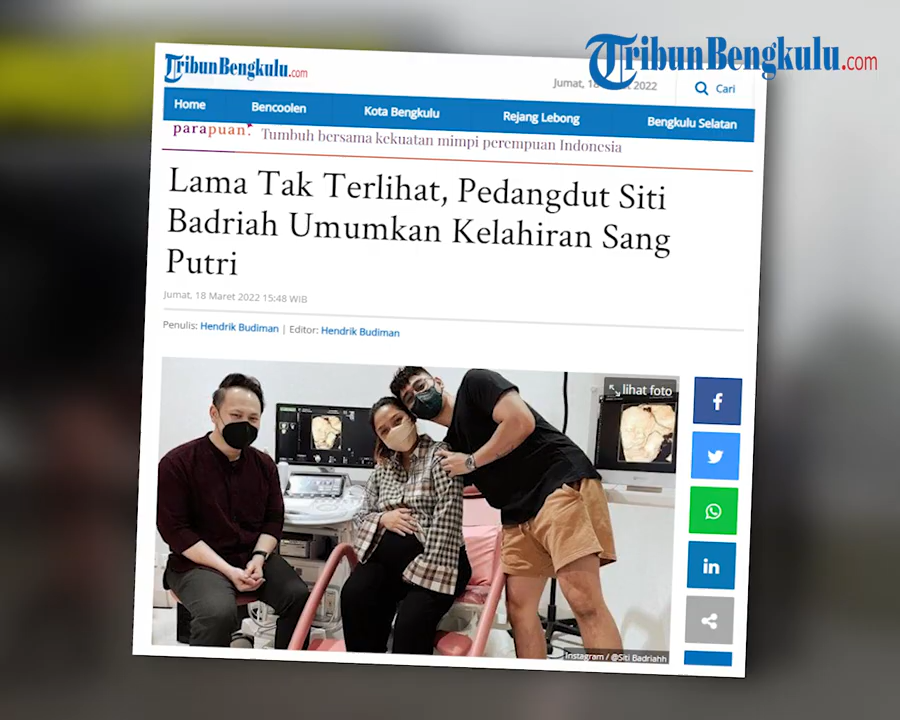 TribunBengkulu.com
TribunBengkulu.com
Jumat, 18 Maret 2022
Cari
Home Bencoolen Kota Bengkulu Rejang Lebong Bengkulu Selatan
parapuan. Tumbuh bersama kekuatan mimpi perempuan Indonesia
Lama Tak Terlihat, Pedangdut Siti
Badriah Umumkan Kelahiran Sang
Putri
Jumat, 18 Maret 2022 15:48 WIB
Penulis: Hendrik Budiman | Editor: Hendrik Budiman
lihat foto
Instagram / @Siti Badriahh